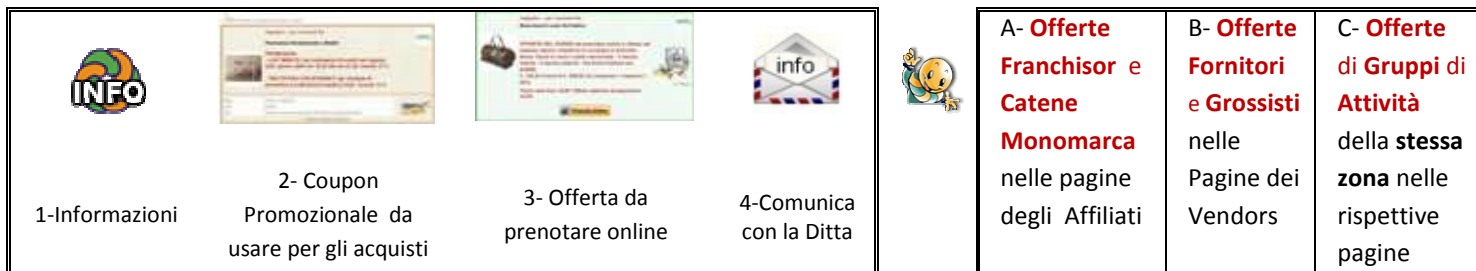 INFO
info
1-Informazioni
2- Coupon
Promozionale da
usare per gli acquisti
3- Offerta da
prenotare online
4-Comunica
con la Ditta
A- Offerte
Franchisor e
Catene
Monomarca
nelle pagine
degli Affiliati
B- Offerte
Fornitori
e Grossisti
nelle
Pagine dei
Vendors
C- Offerte
di Gruppi di
Attività
della stessa
zona nelle
rispettive
pagine